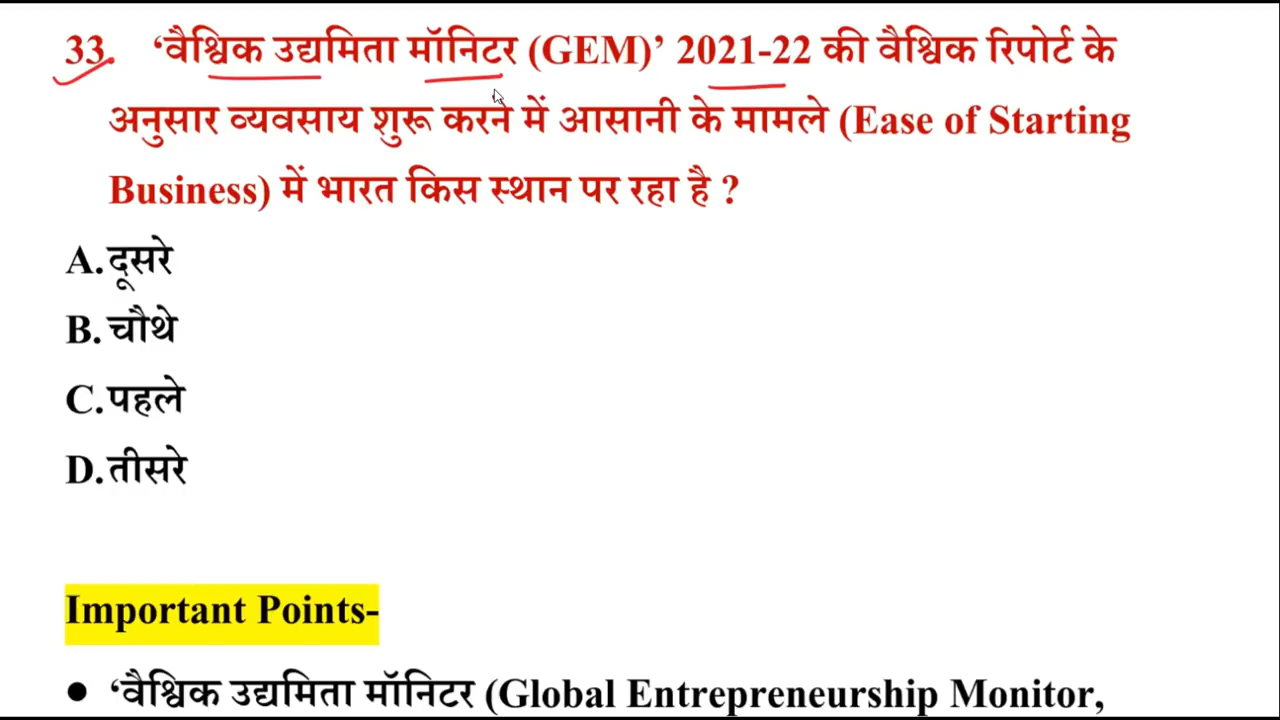 33. ‘वैश्विक उद्यमिता मॉनिटर (GEM)’ 2021-22 की वैश्विक रिपोर्ट के
अनुसार व्यवसाय शुरू करने में आसानी के मामले (Ease of Starting
Business) में भारत किस स्थान पर रहा है ?
A.दूसरे
B.चौथे
C.पहले
D.तीसरे
Important Points-
● ‘वैश्विक उद्यमिता मॉनिटर (Global Entrepreneurship Monitor,